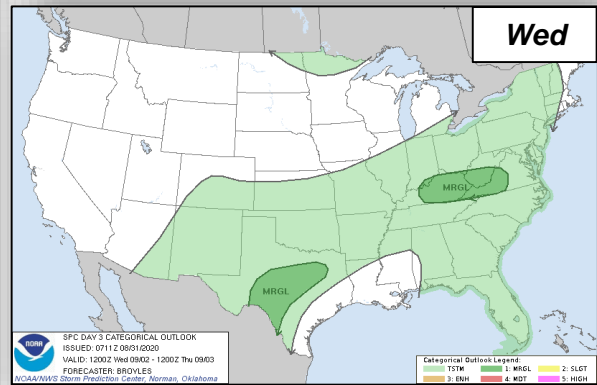 Wed
MRGL
MRGL
SPC DAY 3 CATEGORICAL OUTLOOK
ISSUED: 0711Z 08/31/2020
VALID: 1200Z Wed 09/02 - 1200Z Thu 09/03
FORECASTER: BROYLES
NOAA/NWS Storm Prediction Center, Norman, Oklahoma
NOAA
Categorical Outlook Legend:
TSTM 1: MRGL 2: SLGT
3: ENH 4: MDT 5: HIGH